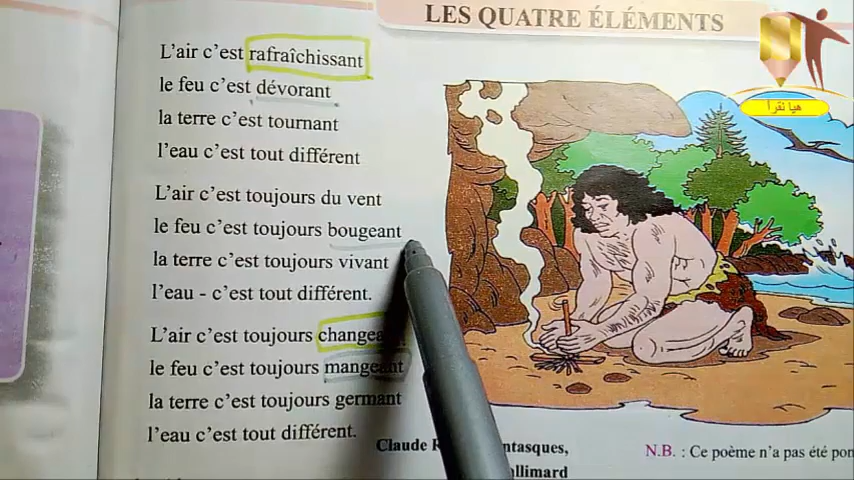 LES QUATRE ÉLÉMENTS
هيا نقرأ
L'air c'est rafraîchissant
le feu c'est dévorant
la terre c'est tournant
l'eau c'est tout différent
L'air c'est toujours du vent
le feu c'est toujours bougeant
la terre c'est toujours vivant
l'eau - c'est tout différent.
L'air c'est toujours
le feu c'est toujours mangeant
la terre c'est toujours germant
l'eau c'est tout différent.
Claude
N.B. : Ce poème n'a pas été